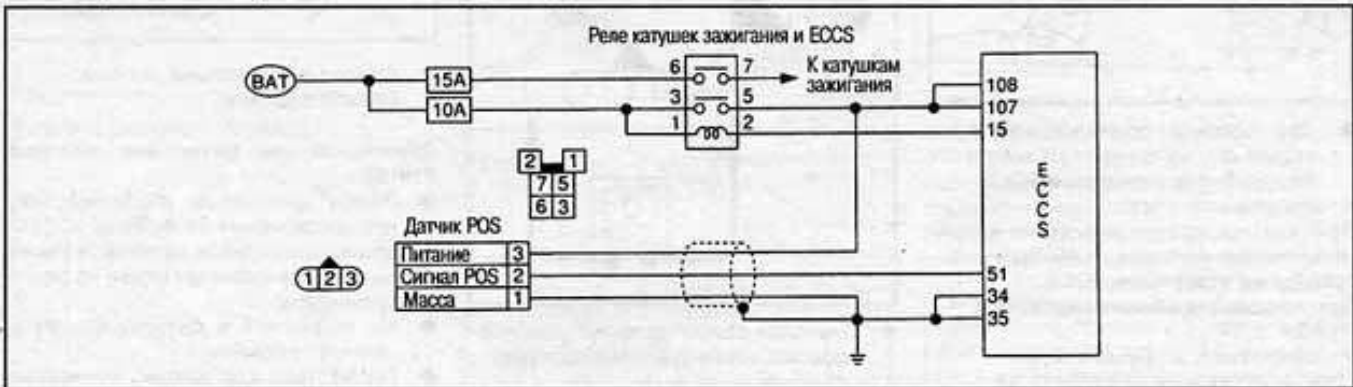 Реле катушек зажигания и ECCS
BAT
15A
6
7
К катушкам
зажигания
108
10A
3
5
107
1
2
15
2 1
7 5
6 3
E
C
C
S
Датчик POS
Питание 3
1 2 3
Сигнал POS 2
51
Масса 1
34
35